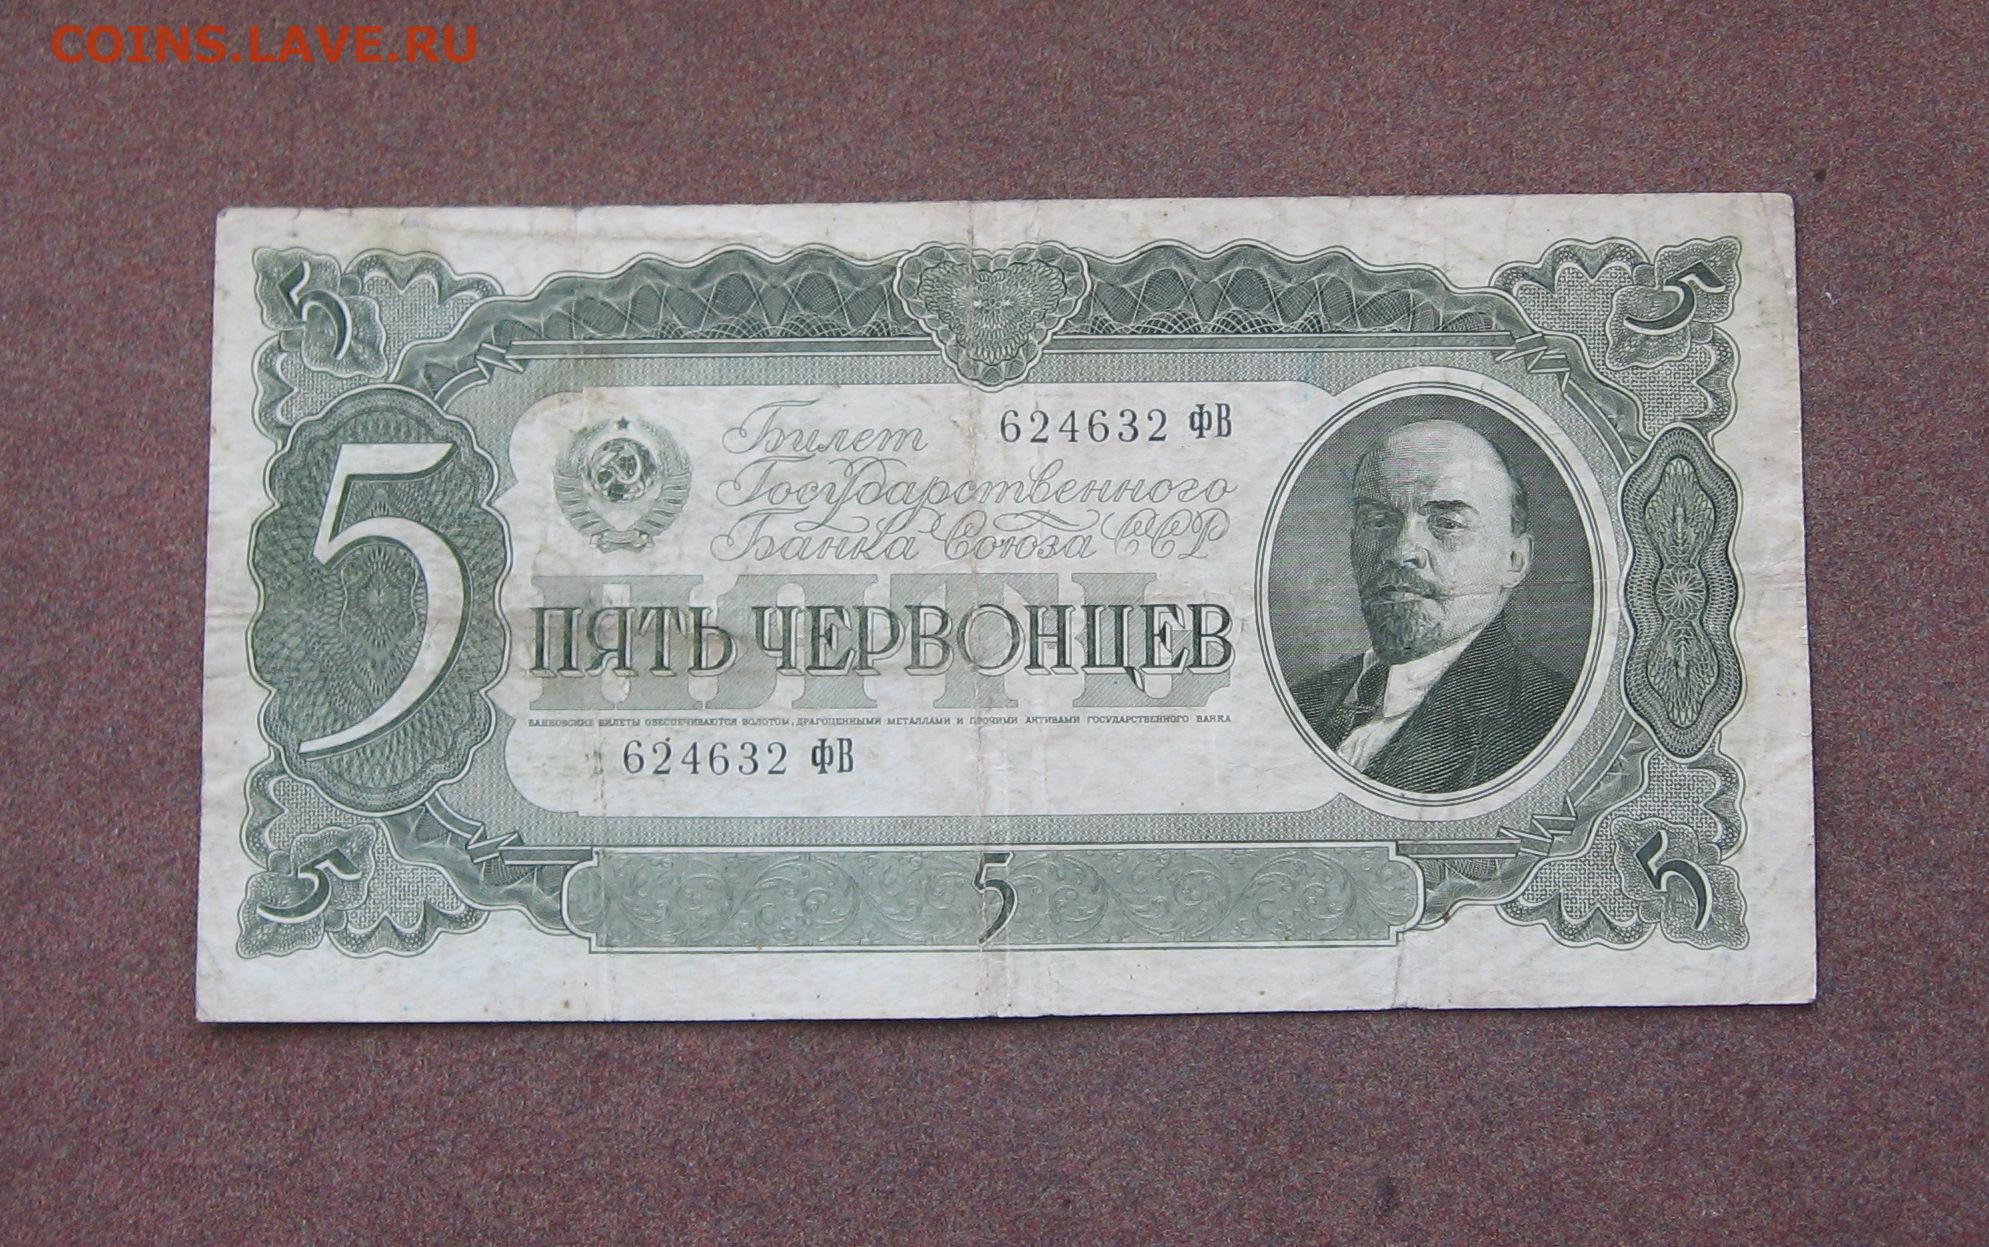 COINS.LAVE.RU
5 5
5
Билет 624632 ФВ
Государственного
Банка Союза ССР
ПЯТЬ
ПЯТЬ ЧЕРВОНЦЕВ
БАНКОВСКИЕ БИЛЕТЫ ОБЕСПЕЧИВАЮТСЯ ЗОЛОТОМ, ДРАГОЦЕННЫМИ МЕТАЛЛАМИ И ПРОЧИМИ АКТИВАМИ ГОСУДАРСТВЕННОГО БАНКА
624632 ФВ
5 5 5